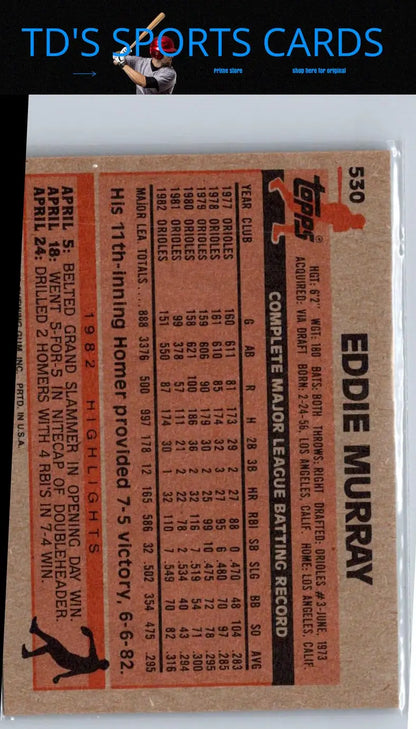 TD'S SPORTS CARDS
Prime store
shop here for original
530
Topps®
EDDIE MURRAY
HGT: 6'2" WGT: 180 BATS: BOTH THROWS: RIGHT DRAFTED: ORIOLES #3-JUNE, 1973
ACQUIRED: VIA DRAFT BORN: 2-24-56, LOS ANGELES, CALIF. HOME: LOS ANGELES, CALIF.
COMPLETE MAJOR LEAGUE BATTING RECORD
YEAR CLUB G AB R H 2B 3B HR RBI SB SLG BB SO AVG
1977 ORIOLES 160 611 81 173 29 2 27 88 0 .470 48 104 .283
1978 ORIOLES 161 610 85 174 32 3 27 95 6 .480 70 97 .285
1979 ORIOLES 159 606 90 179 30 2 25 99 10 .475 72 78 .295
1980 ORIOLES 158 621 100 186 36 2 32 116 7 .519 54 71 .300
1981 ORIOLES 99 378 57 111 21 2 22 78 2 .534 40 43 .294
1982 ORIOLES 151 550 87 174 30 1 32 110 7 .549 70 82 .316
MAJOR LEA. TOTALS 888 3376 500 997 178 12 165 586 32 .502 354 475 .295
His 11th-inning Homer provided 7-5 victory, 6-6-82.
1982 HIGHLIGHTS
APRIL 5: BELTED GRAND SLAMMER IN OPENING DAY WIN.
APRIL 18: WENT 5-FOR-5 IN NITECAP OF DOUBLEHEADER.
APRIL 24: DRILLED 2 HOMERS WITH 4 RBI'S IN 7-4 WIN.
GUM, INC. PRTD. IN U.S.A.